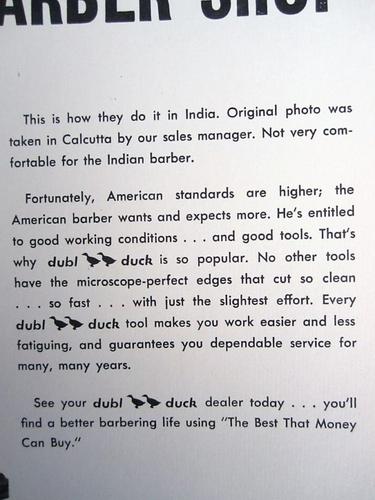 BARBER SHOP
This is how they do it in India. Original photo was
taken in Calcutta by our sales manager. Not very com-
fortable for the Indian barber.
Fortunately, American standards are higher; the
American barber wants and expects more. He's entitled
to good working conditions . . . and good tools. That's
why dubl duck is so popular. No other tools
have the microscope-perfect edges that cut so clean
. . . so fast . . . with just the slightest effort. Every
dubl duck tool makes you work easier and less
fatiguing, and guarantees you dependable service for
many, many years.
See your dubl duck dealer today . . . you'll
find a better barbering life using "The Best That Money
Can Buy."